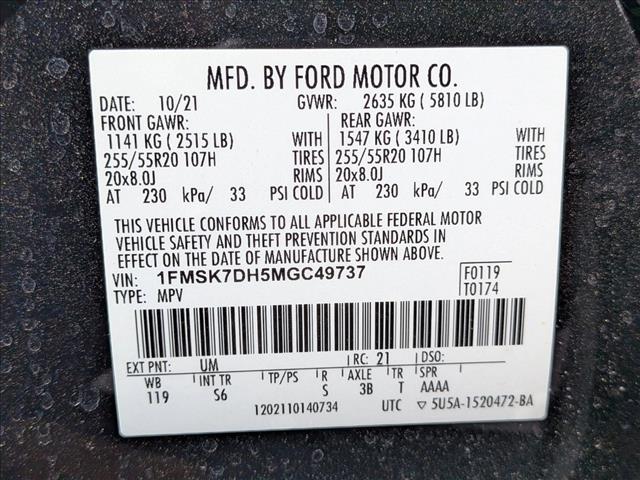 MFD. BY FORD MOTOR CO.
DATE: 10/21 GVWR: 2635 KG ( 5810 LB)
FRONT GAWR: REAR GAWR:
1141 KG ( 2515 LB) WITH 1547 KG ( 3410 LB) WITH
255/55R20 107H TIRES 255/55R20 107H TIRES
20x8.0J RIMS 20x8.0J RIMS
AT 230 kPa/ 33 PSI COLD AT 230 kPa/ 33 PSI COLD
THIS VEHICLE CONFORMS TO ALL APPLICABLE FEDERAL MOTOR
VEHICLE SAFETY AND THEFT PREVENTION STANDARDS IN
EFFECT ON THE DATE OF MANUFACTURE SHOWN ABOVE.
VIN: 1FMSK7DH5MGC49737 F0119
TYPE: MPV T0174
EXT PNT: UM RC: 21 DSO:
WB INT TR TP/PS R AXLE TR SPR
119 S6 S 3B T AAAA
1202110140734 UTC ▽ 5U5A-1520472-BA